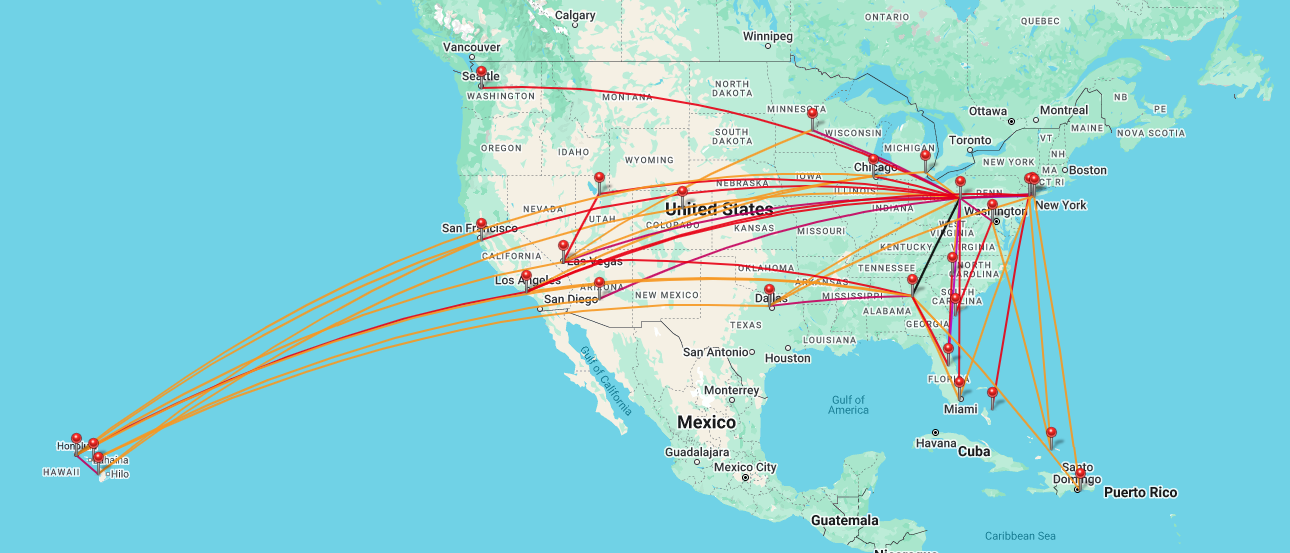 Calgary
ONTARIO
QUEBEC
Winnipeg
Vancouver
Seattle
WASHINGTON
MONTANA
NORTH
DAKOTA
MINNESOTA
Ottawa
Montreal
NB
PE
MAINE
NOVA SCOTIA
OREGON
IDAHO
SOUTH
DAKOTA
WISCONSIN
MICHIGAN
Toronto
VT
NH
WYOMING
Chicago
NEW YORK
MA
Boston
CT RI
NEBRASKA
IOWA
ILLINOIS
PENN
NEVADA
UTAH
United States
INDIANA
Washington
New York
San Francisco
COLORADO
KANSAS
MISSOURI
WEST
VIRGINIA
KENTUCKY
VIRGINIA
CALIFORNIA
Las Vegas
OKLAHOMA
TENNESSEE
NORTH
CAROLINA
Los Angeles
ARIZONA
ARKANSAS
San Diego
NEW MEXICO
Dallas
MISSISSIPPI
SOUTH
CAROLINA
ALABAMA
TEXAS
GEORGIA
LOUISIANA
San Antonio
Houston
Gulf of
California
FLORIDA
Monterrey
Gulf of
America
Miami
Mexico
Havana
Cuba
Guadalajara
Mexico City
HAWAII
Hilo
Santo
Domingo
Puerto Rico
Guatemala
Caribbean Sea